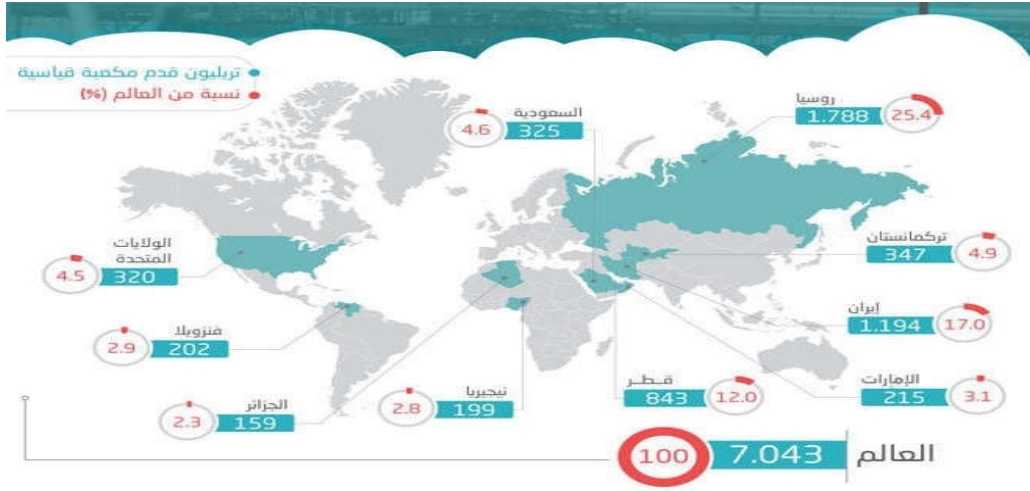 تريليون قدم مكعبة قياسية
نسبة من العالم (%)
روسيا
1.788
25.4
السعودية
325
4.6
تركمانستان
347
4.9
الولايات
المتحدة
320
4.5
إيران
1.194
17.0
فنزويلا
202
2.9
الإمارات
215
3.1
قـطـر
843
12.0
نيجيريا
199
2.8
الجزائر
159
2.3
العالم
7.043
100